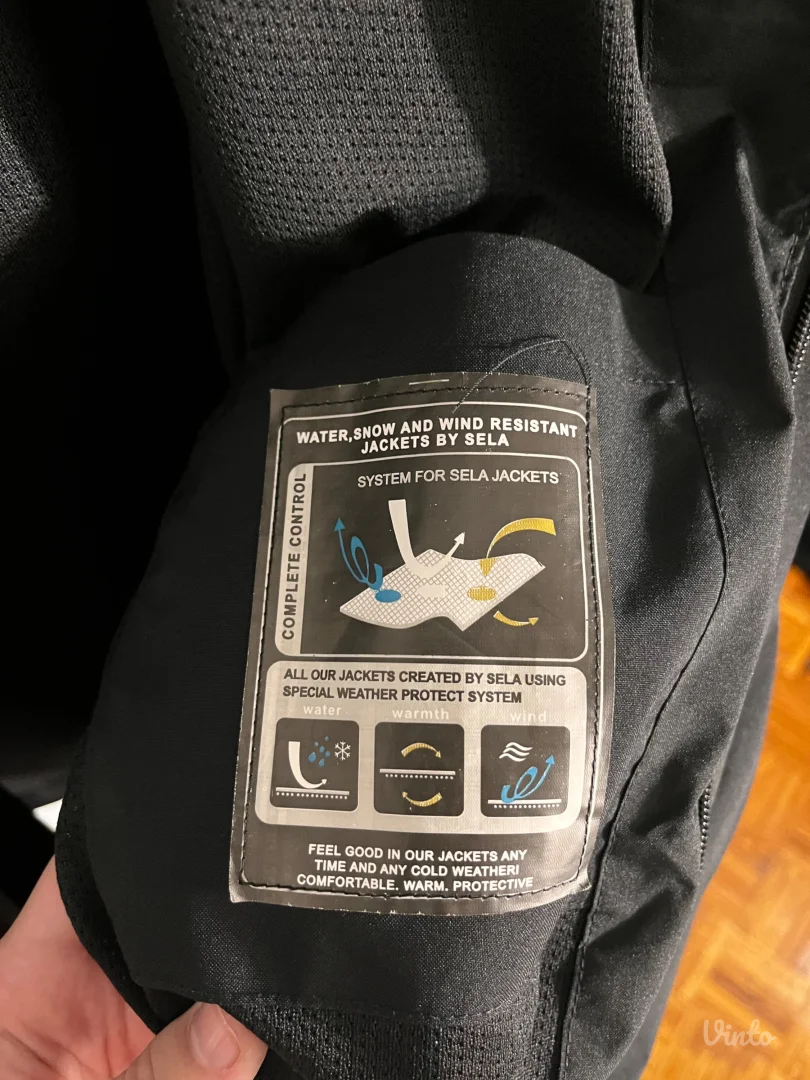 WATER,SNOW AND WIND RESISTANT
JACKETS BY SELA
SYSTEM FOR SELA JACKETS
COMPLETE CONTROL
ALL OUR JACKETS CREATED BY SELA USING
SPECIAL WEATHER PROTECT SYSTEM
water warmth wind
FEEL GOOD IN OUR JACKETS ANY
TIME AND ANY COLD WEATHER!
COMFORTABLE. WARM. PROTECTIVE
Vinto